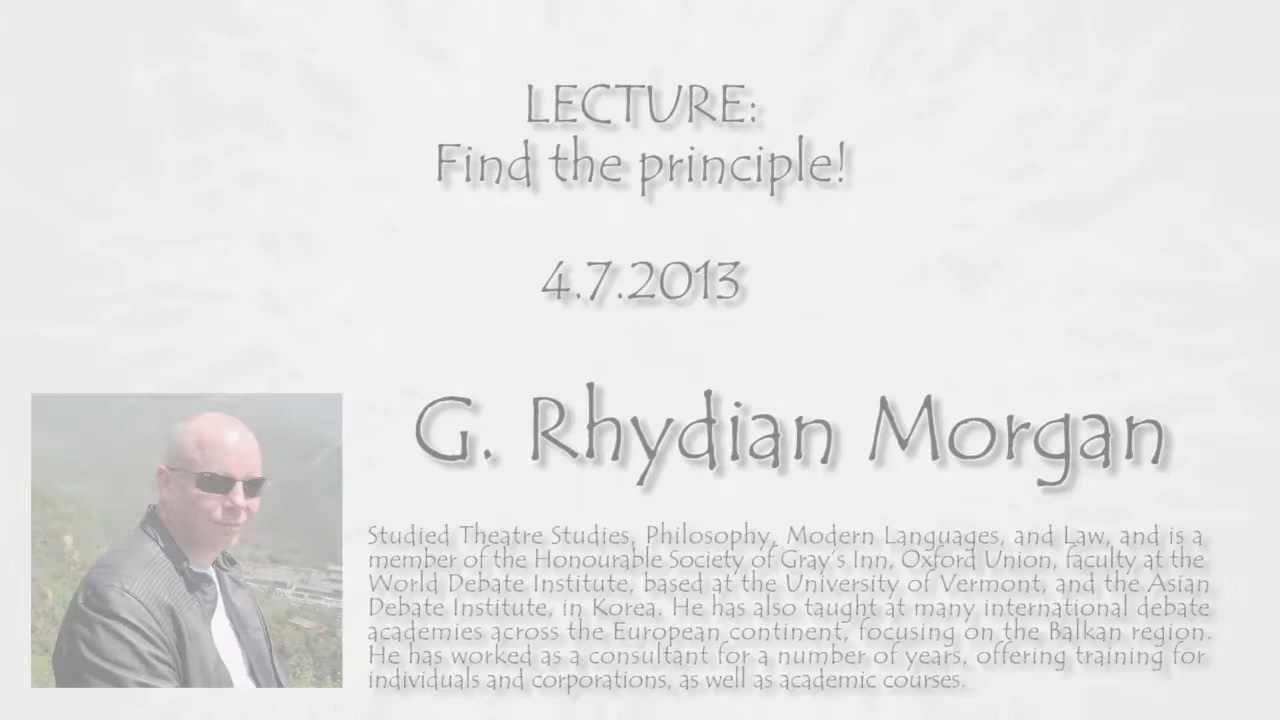 LECTURE:
Find the principle!
4.7.2013
G. Rhydian Morgan
Studied Theatre Studies, Philosophy, Modern Languages, and Law, and is a
member of the Honourable Society of Gray's Inn, Oxford Union, faculty at the
World Debate Institute, based at the University of Vermont, and the Asian
Debate Institute, in Korea. He has also taught at many international debate
academies across the European continent, focusing on the Balkan region.
He has worked as a consultant for a number of years, offering training for
individuals and corporations, as well as academic courses.